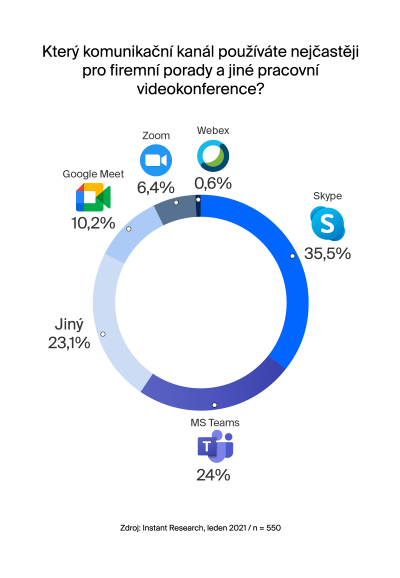 Který komunikační kanál používáte nejčastěji
pro firemní porady a jiné pracovní
videokonference?
Webex
0,6%
Zoom
6,4%
Google Meet
10,2%
Skype
S
35,5%
Jiný
23,1%
MS Teams
T
24%
Zdroj: Instant Research, leden 2021 / n = 550